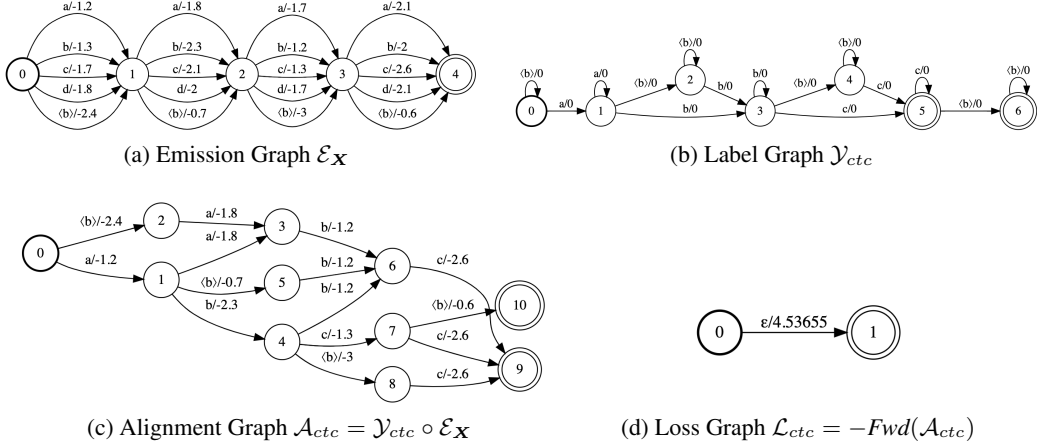 a/-1.2 a/-1.8 a/-1.7 a/-2.1
b/-1.3 b/-2.3 b/-1.2 b/-2
0 c/-1.7 1 c/-2.1 2 c/-1.3 3 c/-2.6 4
d/-1.8 d/-2 d/-1.7 d/-2.1
⟨b⟩/-2.4 ⟨b⟩/-0.7 ⟨b⟩/-3 ⟨b⟩/-0.6
(a) Emission Graph ℰ_X
⟨b⟩/0 ⟨b⟩/0
2 4
⟨b⟩/0 a/0 ⟨b⟩/0 b/0 b/0 ⟨b⟩/0 c/0 c/0 ⟨b⟩/0
0 a/0 1 b/0 3 c/0 5 ⟨b⟩/0 6
(b) Label Graph 𝒴_ctc
⟨b⟩/-2.4 2 a/-1.8 3 b/-1.2
0 a/-1.8 c/-2.6
a/-1.2 1 ⟨b⟩/-0.7 5 b/-1.2 6
b/-2.3 b/-1.2 ⟨b⟩/-0.6 10
4 c/-1.3 7 c/-2.6
⟨b⟩/-3 8 c/-2.6 9
(c) Alignment Graph 𝒜_ctc = 𝒴_ctc ∘ ℰ_X
0 ε/4.53655 1
(d) Loss Graph ℒ_ctc = −Fwd(𝒜_ctc)